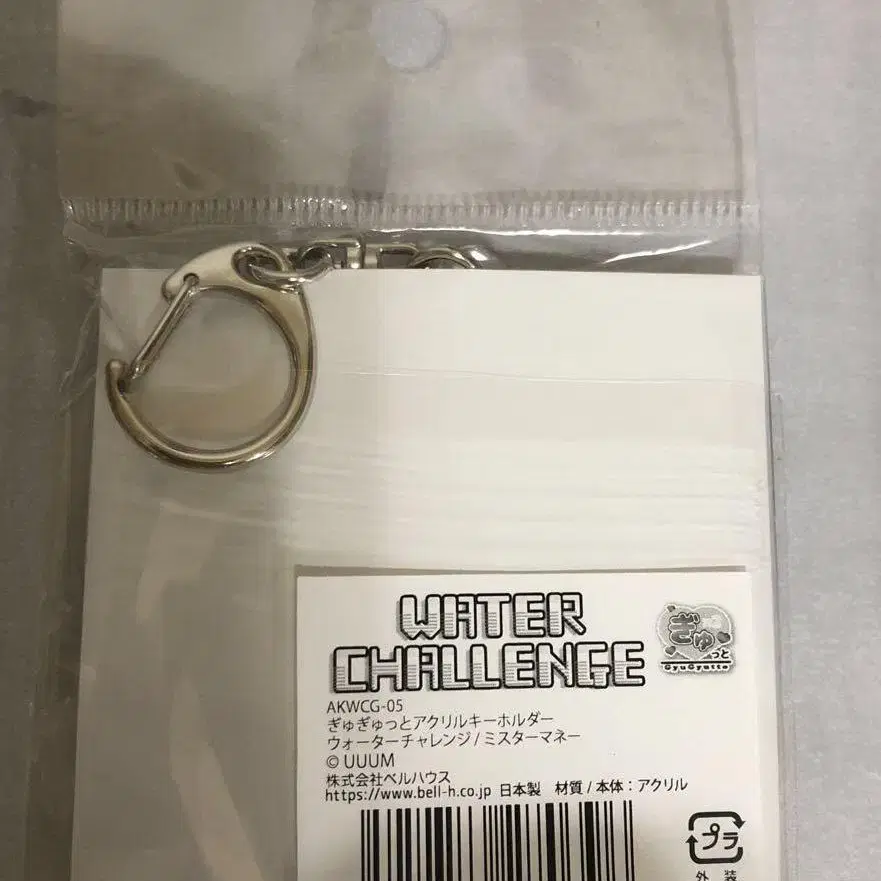 WATER
CHALLENGE
ぎゅ
っと
GyuGyutto
AKWCG-05
ぎゅぎゅっとアクリルキーホルダー
ウォーターチャレンジ / ミスターマネー
© UUUM
株式会社ベルハウス
https://www.bell-h.co.jp 日本製 材質 / 本体：アクリル
プラ
外 装